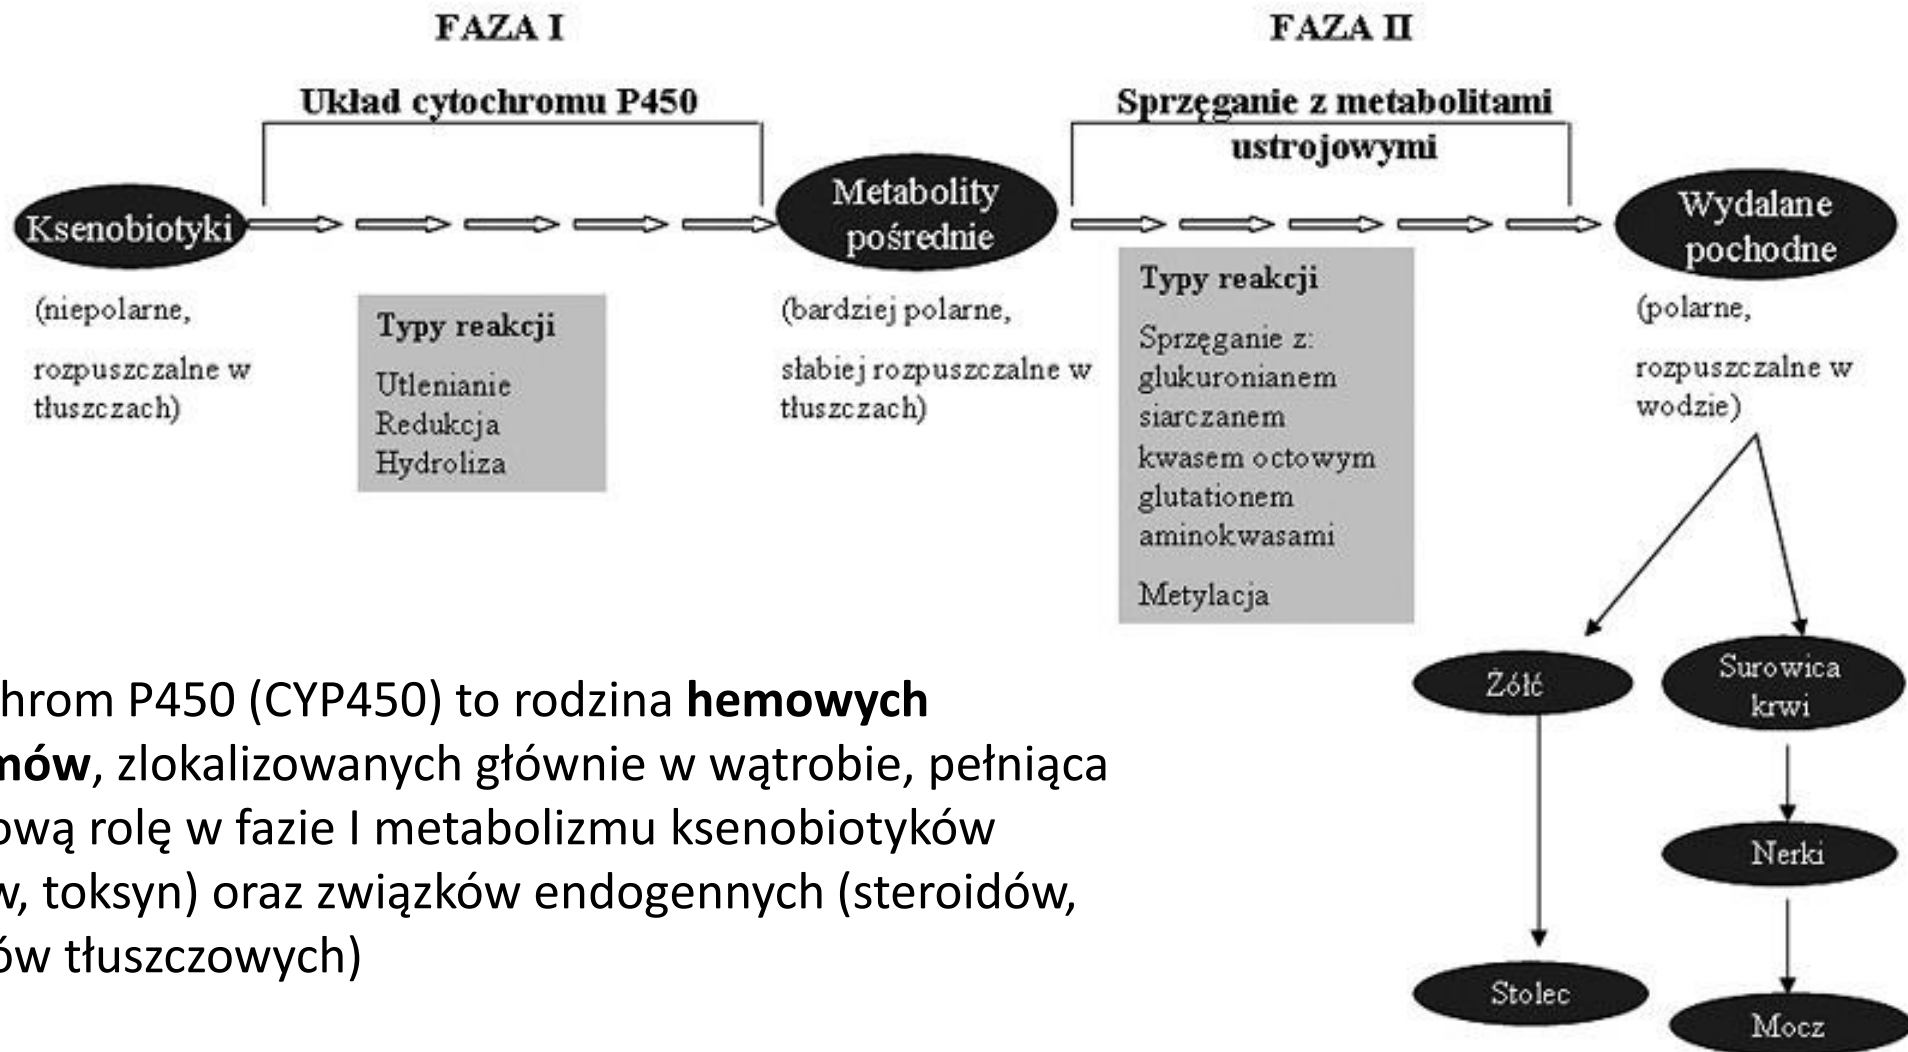 FAZA I
FAZA II
Układ cytochromu P450
Sprzęganie z metabolitami
ustrojowymi
Ksenobiotyki
(niepolarne,
rozpuszczalne w
tłuszczach)
Typy reakcji
Utlenianie
Redukcja
Hydroliza
Metabolity
pośrednie
(bardziej polarne,
słabiej rozpuszczalne w
tłuszczach)
Typy reakcji
Sprzęganie z:
glukuronianem
siarczanem
kwasem octowym
glutationem
aminokwasami
Metylacja
Wydalane
pochodne
(polarne,
rozpuszczalne w
wodzie)
Żółć
Stolec
Surowica
krwi
Nerki
Mocz
hrom P450 (CYP450) to rodzina hemowych
mów, zlokalizowanych głównie w wątrobie, pełniąca
ową rolę w fazie I metabolizmu ksenobiotyków
w, toksyn) oraz związków endogennych (steroidów,
ów tłuszczowych)